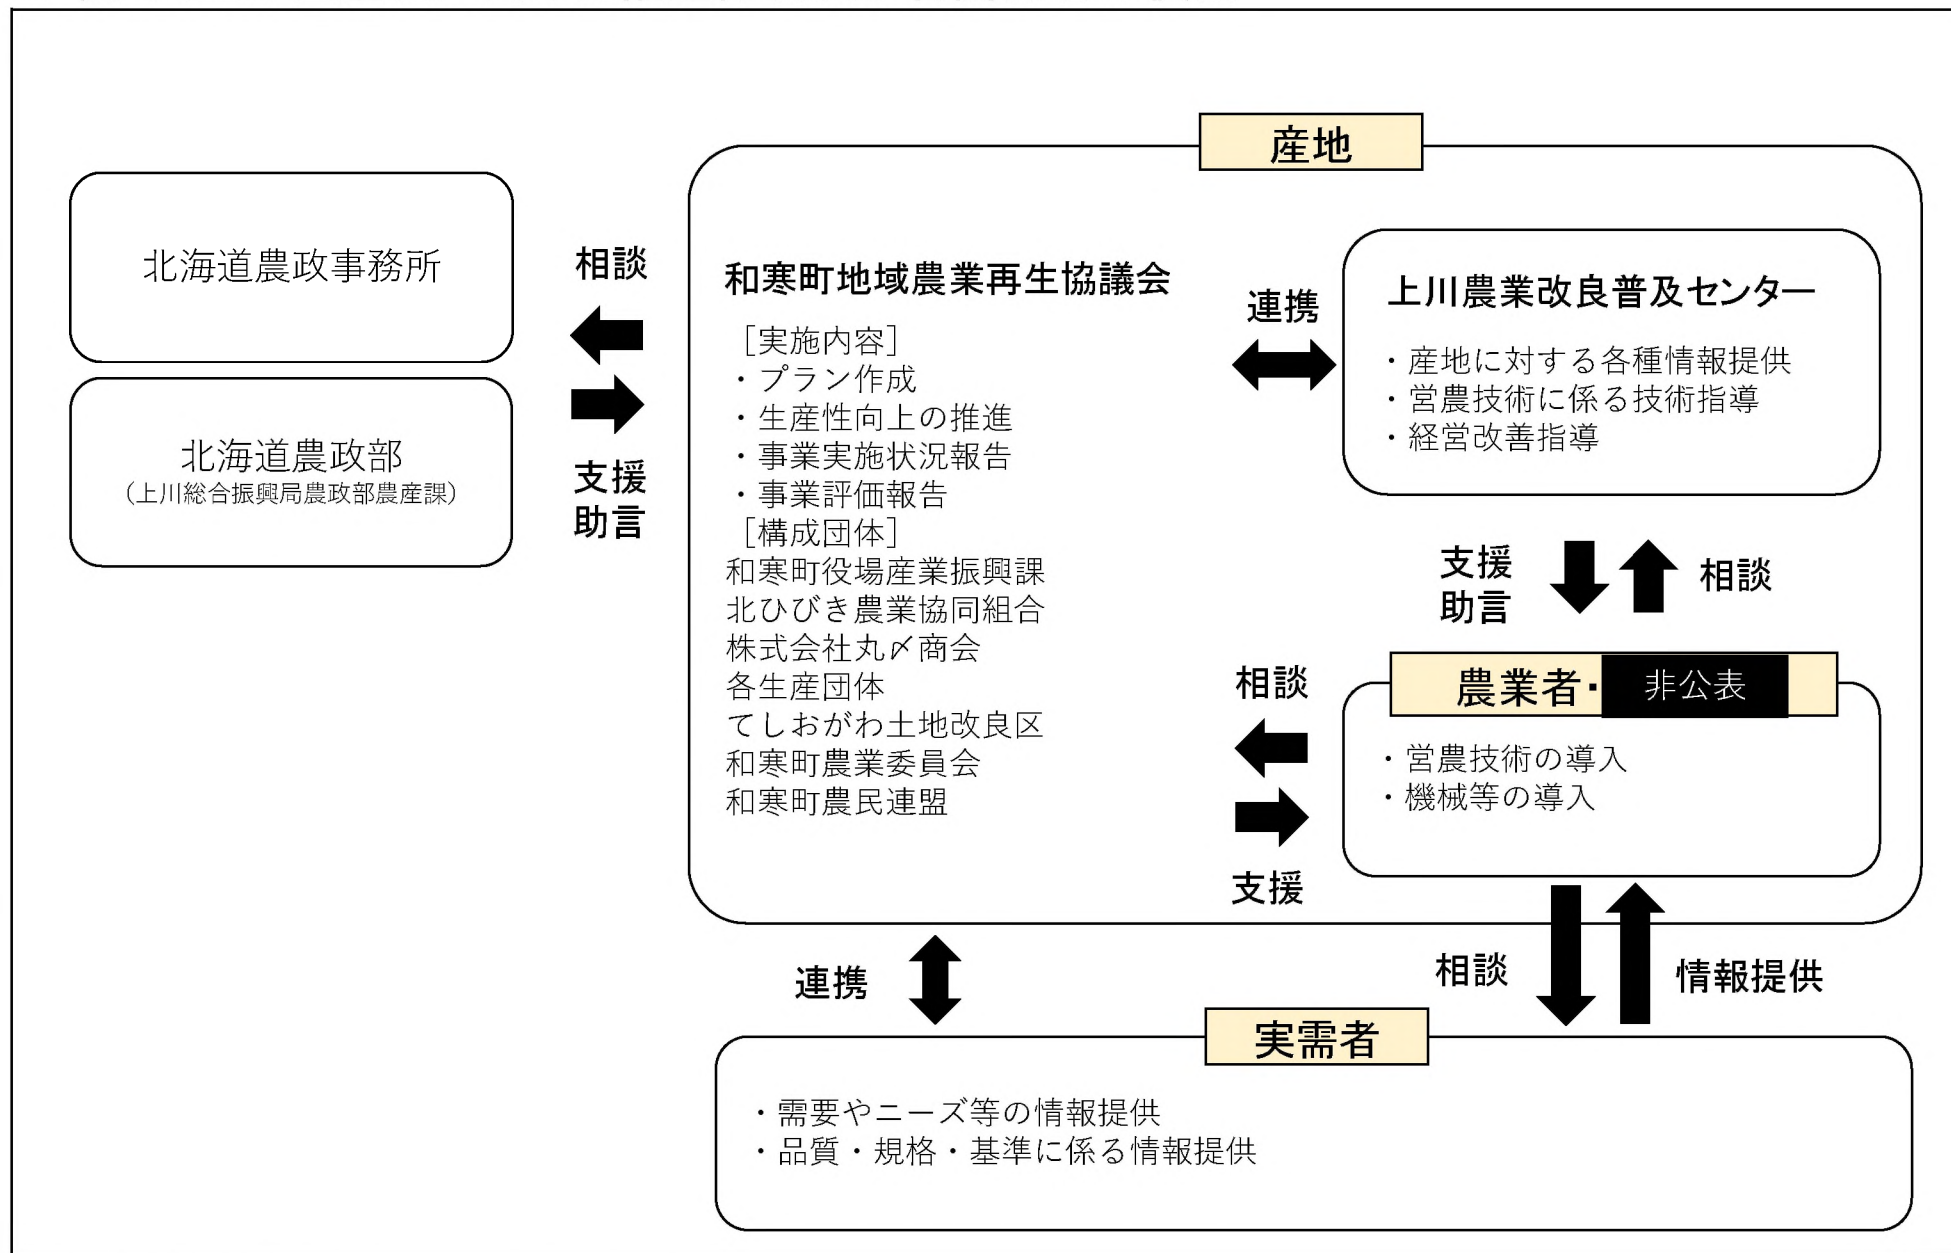 産地
北海道農政事務所
北海道農政部
（上川総合振興局農政部農産課）
相談
支援
助言
和寒町地域農業再生協議会
［実施内容］
・プラン作成
・生産性向上の推進
・事業実施状況報告
・事業評価報告
［構成団体］
和寒町役場産業振興課
北ひびき農業協同組合
株式会社丸〆商会
各生産団体
てしおがわ土地改良区
和寒町農業委員会
和寒町農民連盟
連携
上川農業改良普及センター
・産地に対する各種情報提供
・営農技術に係る技術指導
・経営改善指導
支援
助言
相談
農業者・
非公表
・営農技術の導入
・機械等の導入
相談
支援
連携
相談
情報提供
実需者
・需要やニーズ等の情報提供
・品質・規格・基準に係る情報提供